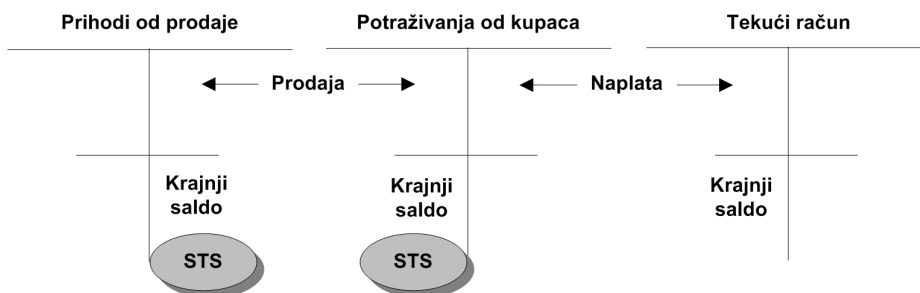 Prihodi od prodaje
Potraživanja od kupaca
Tekući račun
Prodaja
Naplata
Krajnji
saldo
Krajnji
saldo
Krajnji
saldo
STS
STS